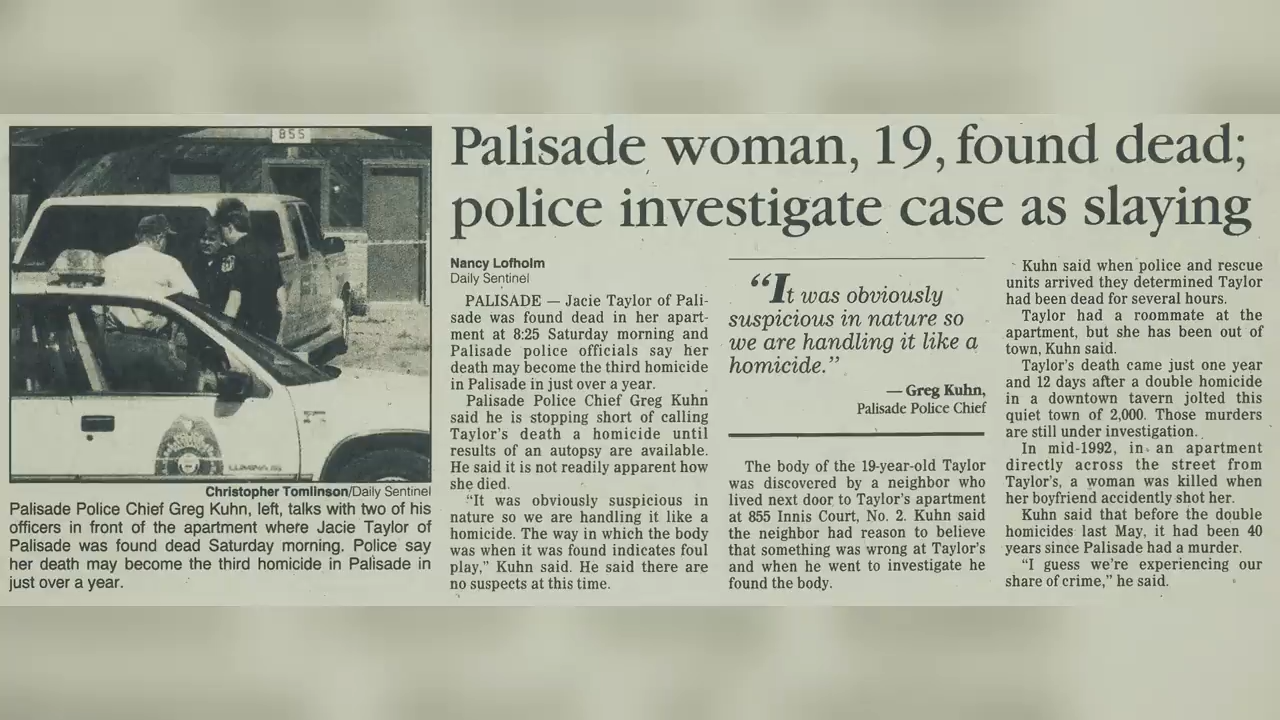 855
LUMINA
Christopher Tomlinson/Daily Sentinel
Palisade Police Chief Greg Kuhn, left, talks with two of his
officers in front of the apartment where Jacie Taylor of
Palisade was found dead Saturday morning. Police say
her death may become the third homicide in Palisade in
just over a year.
Palisade woman, 19, found dead;
police investigate case as slaying
Nancy Lofholm
Daily Sentinel
PALISADE — Jacie Taylor of Pali-
sade was found dead in her apart-
ment at 8:25 Saturday morning and
Palisade police officials say her
death may become the third homicide
in Palisade in just over a year.
Palisade Police Chief Greg Kuhn
said he is stopping short of calling
Taylor's death a homicide until
results of an autopsy are available.
He said it is not readily apparent how
she died.
“It was obviously suspicious in
nature so we are handling it like a
homicide. The way in which the body
was when it was found indicates foul
play,” Kuhn said. He said there are
no suspects at this time.
“It was obviously
suspicious in nature so
we are handling it like a
homicide.”
— Greg Kuhn,
Palisade Police Chief
The body of the 19-year-old Taylor
was discovered by a neighbor who
lived next door to Taylor's apartment
at 855 Innis Court, No. 2. Kuhn said
the neighbor had reason to believe
that something was wrong at Taylor's
and when he went to investigate he
found the body.
Kuhn said when police and rescue
units arrived they determined Taylor
had been dead for several hours.
Taylor had a roommate at the
apartment, but she has been out of
town, Kuhn said.
Taylor's death came just one year
and 12 days after a double homicide
in a downtown tavern jolted this
quiet town of 2,000. Those murders
are still under investigation.
In mid-1992, in an apartment
directly across the street from
Taylor's, a woman was killed when
her boyfriend accidently shot her.
Kuhn said that before the double
homicides last May, it had been 40
years since Palisade had a murder.
“I guess we're experiencing our
share of crime,” he said.